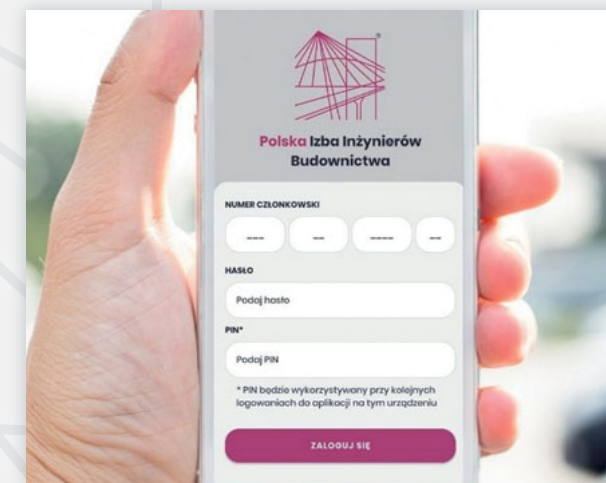 ®
Polska Izba Inżynierów
Budownictwa
NUMER CZŁONKOWSKI
--- -- ---- --
HASŁO
Podaj hasło
PIN*
Podaj PIN
* PIN będzie wykorzystywany przy kolejnych
logowaniach do aplikacji na tym urządzeniu
ZALOGUJ SIĘ